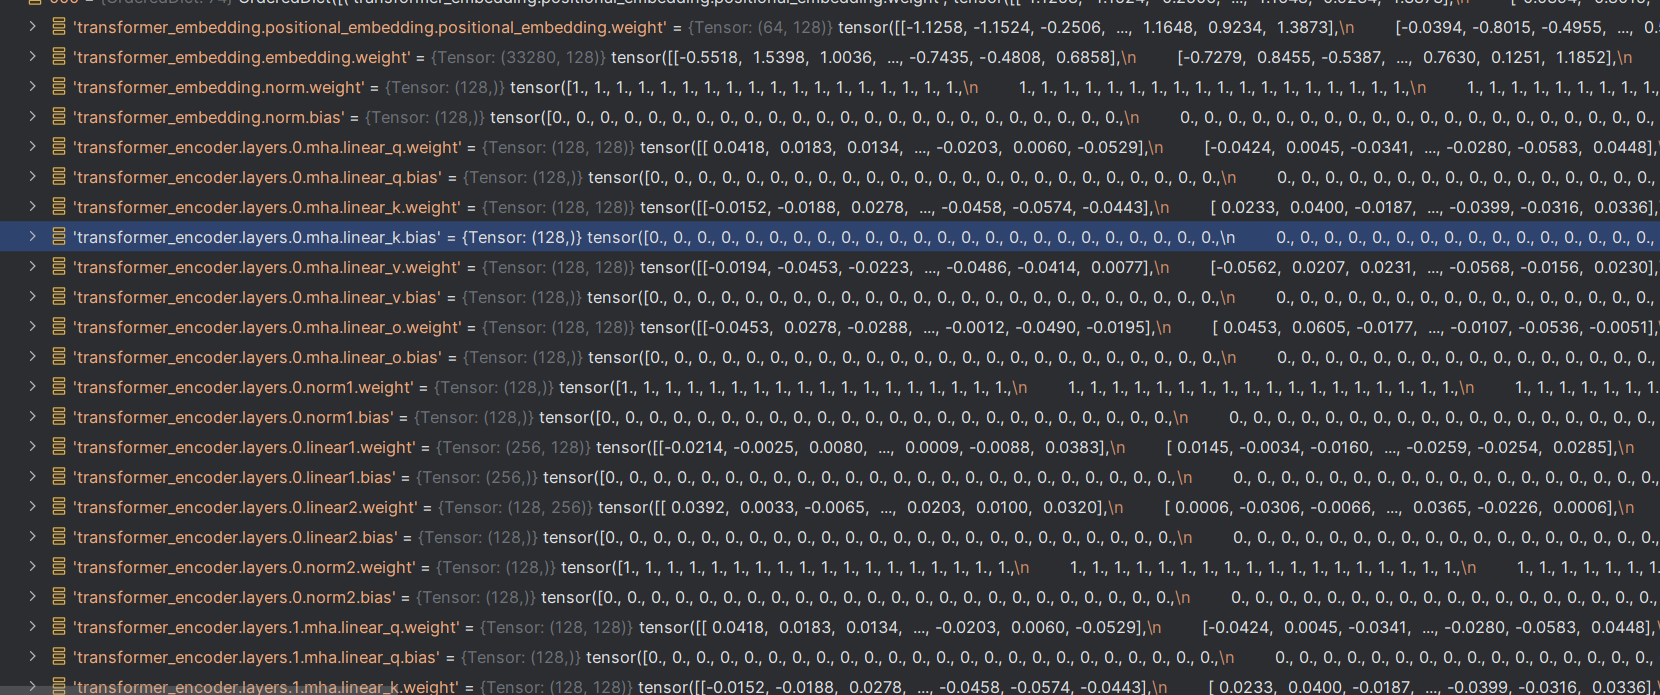 'transformer_embedding.positional_embedding.positional_embedding.weight' = {Tensor: (64, 128)} tensor([[-1.1258, -1.1524, -0.2506,  ...,  1.1648,  0.9234,  1.3873],\n        [-0.0394, -0.8015, -0.4955,  ...,
'transformer_embedding.embedding.weight' = {Tensor: (33280, 128)} tensor([[-0.5518,  1.5398,  1.0036,  ..., -0.7435, -0.4808,  0.6858],\n        [-0.7279,  0.8455, -0.5387,  ...,  0.7630,  0.1251,  1.1852],\n
'transformer_embedding.norm.weight' = {Tensor: (128,)} tensor([1., 1., 1., 1., 1., 1., 1., 1., 1., 1., 1., 1., 1., 1., 1., 1., 1., 1.,\n        1., 1., 1., 1., 1., 1., 1., 1., 1., 1., 1., 1., 1., 1., 1., 1., 1., 1.,\n        1., 1., 1., 1., 1., 1., 1., 1., 1.,
'transformer_embedding.norm.bias' = {Tensor: (128,)} tensor([0., 0., 0., 0., 0., 0., 0., 0., 0., 0., 0., 0., 0., 0., 0., 0., 0., 0., 0., 0., 0., 0., 0., 0.,\n        0., 0., 0., 0., 0., 0., 0., 0., 0., 0., 0., 0., 0., 0., 0., 0., 0., 0., 0., 0.,
'transformer_encoder.layers.0.mha.linear_q.weight' = {Tensor: (128, 128)} tensor([[ 0.0418,  0.0183,  0.0134,  ..., -0.0203,  0.0060, -0.0529],\n        [-0.0424,  0.0045, -0.0341,  ..., -0.0280, -0.0583,  0.0448],
'transformer_encoder.layers.0.mha.linear_q.bias' = {Tensor: (128,)} tensor([0., 0., 0., 0., 0., 0., 0., 0., 0., 0., 0., 0., 0., 0., 0., 0., 0., 0., 0., 0., 0., 0., 0., 0.,\n        0., 0., 0., 0., 0., 0., 0., 0., 0., 0., 0., 0., 0., 0., 0., 0.,
'transformer_encoder.layers.0.mha.linear_k.weight' = {Tensor: (128, 128)} tensor([[-0.0152, -0.0188,  0.0278,  ..., -0.0458, -0.0574, -0.0443],\n        [ 0.0233,  0.0400, -0.0187,  ..., -0.0399, -0.0316,  0.0336],
'transformer_encoder.layers.0.mha.linear_k.bias' = {Tensor: (128,)} tensor([0., 0., 0., 0., 0., 0., 0., 0., 0., 0., 0., 0., 0., 0., 0., 0., 0., 0., 0., 0., 0., 0., 0., 0.,\n        0., 0., 0., 0., 0., 0., 0., 0., 0., 0., 0., 0., 0., 0., 0., 0.,
'transformer_encoder.layers.0.mha.linear_v.weight' = {Tensor: (128, 128)} tensor([[-0.0194, -0.0453, -0.0223,  ..., -0.0486, -0.0414,  0.0077],\n        [-0.0562,  0.0207,  0.0231,  ..., -0.0568, -0.0156,  0.0230],
'transformer_encoder.layers.0.mha.linear_v.bias' = {Tensor: (128,)} tensor([0., 0., 0., 0., 0., 0., 0., 0., 0., 0., 0., 0., 0., 0., 0., 0., 0., 0., 0., 0., 0., 0., 0., 0.,\n        0., 0., 0., 0., 0., 0., 0., 0., 0., 0., 0., 0., 0., 0., 0., 0.,
'transformer_encoder.layers.0.mha.linear_o.weight' = {Tensor: (128, 128)} tensor([[-0.0453,  0.0278, -0.0288,  ..., -0.0012, -0.0490, -0.0195],\n        [ 0.0453,  0.0605, -0.0177,  ..., -0.0107, -0.0536, -0.0051],
'transformer_encoder.layers.0.mha.linear_o.bias' = {Tensor: (128,)} tensor([0., 0., 0., 0., 0., 0., 0., 0., 0., 0., 0., 0., 0., 0., 0., 0., 0., 0., 0., 0., 0., 0., 0., 0.,\n        0., 0., 0., 0., 0., 0., 0., 0., 0., 0., 0., 0., 0., 0., 0., 0.,
'transformer_encoder.layers.0.norm1.weight' = {Tensor: (128,)} tensor([1., 1., 1., 1., 1., 1., 1., 1., 1., 1., 1., 1., 1., 1., 1., 1., 1., 1.,\n        1., 1., 1., 1., 1., 1., 1., 1., 1., 1., 1., 1., 1., 1., 1., 1., 1., 1.,\n        1., 1., 1., 1., 1., 1., 1.
'transformer_encoder.layers.0.norm1.bias' = {Tensor: (128,)} tensor([0., 0., 0., 0., 0., 0., 0., 0., 0., 0., 0., 0., 0., 0., 0., 0., 0., 0., 0., 0., 0., 0., 0., 0.,\n        0., 0., 0., 0., 0., 0., 0., 0., 0., 0., 0., 0., 0., 0., 0., 0., 0., 0.,
'transformer_encoder.layers.0.linear1.weight' = {Tensor: (256, 128)} tensor([[-0.0214, -0.0025,  0.0080,  ...,  0.0009, -0.0088,  0.0383],\n        [ 0.0145, -0.0034, -0.0160,  ..., -0.0259, -0.0254,  0.0285],\n
'transformer_encoder.layers.0.linear1.bias' = {Tensor: (256,)} tensor([0., 0., 0., 0., 0., 0., 0., 0., 0., 0., 0., 0., 0., 0., 0., 0., 0., 0., 0., 0., 0., 0., 0., 0.,\n        0., 0., 0., 0., 0., 0., 0., 0., 0., 0., 0., 0., 0., 0., 0., 0., 0., 0.,
'transformer_encoder.layers.0.linear2.weight' = {Tensor: (128, 256)} tensor([[ 0.0392,  0.0033, -0.0065,  ...,  0.0203,  0.0100,  0.0320],\n        [ 0.0006, -0.0306, -0.0066,  ...,  0.0365, -0.0226,  0.0006],\n
'transformer_encoder.layers.0.linear2.bias' = {Tensor: (128,)} tensor([0., 0., 0., 0., 0., 0., 0., 0., 0., 0., 0., 0., 0., 0., 0., 0., 0., 0., 0., 0., 0., 0., 0., 0.,\n        0., 0., 0., 0., 0., 0., 0., 0., 0., 0., 0., 0., 0., 0., 0., 0., 0., 0.,
'transformer_encoder.layers.0.norm2.weight' = {Tensor: (128,)} tensor([1., 1., 1., 1., 1., 1., 1., 1., 1., 1., 1., 1., 1., 1., 1., 1., 1., 1.,\n        1., 1., 1., 1., 1., 1., 1., 1., 1., 1., 1., 1., 1., 1., 1., 1., 1., 1.,\n        1., 1., 1., 1., 1., 1., 1.
'transformer_encoder.layers.0.norm2.bias' = {Tensor: (128,)} tensor([0., 0., 0., 0., 0., 0., 0., 0., 0., 0., 0., 0., 0., 0., 0., 0., 0., 0., 0., 0., 0., 0., 0., 0.,\n        0., 0., 0., 0., 0., 0., 0., 0., 0., 0., 0., 0., 0., 0., 0., 0., 0., 0.,
'transformer_encoder.layers.1.mha.linear_q.weight' = {Tensor: (128, 128)} tensor([[ 0.0418,  0.0183,  0.0134,  ..., -0.0203,  0.0060, -0.0529],\n        [-0.0424,  0.0045, -0.0341,  ..., -0.0280, -0.0583,  0.0448],
'transformer_encoder.layers.1.mha.linear_q.bias' = {Tensor: (128,)} tensor([0., 0., 0., 0., 0., 0., 0., 0., 0., 0., 0., 0., 0., 0., 0., 0., 0., 0., 0., 0., 0., 0., 0., 0.,\n        0., 0., 0., 0., 0., 0., 0., 0., 0., 0., 0., 0., 0., 0., 0., 0.,
'transformer_encoder.layers.1.mha.linear_k.weight' = {Tensor: (128, 128)} tensor([[-0.0152, -0.0188,  0.0278,  ..., -0.0458, -0.0574, -0.0443],\n        [ 0.0233,  0.0400, -0.0187,  ..., -0.0399, -0.0316,  0.0336],